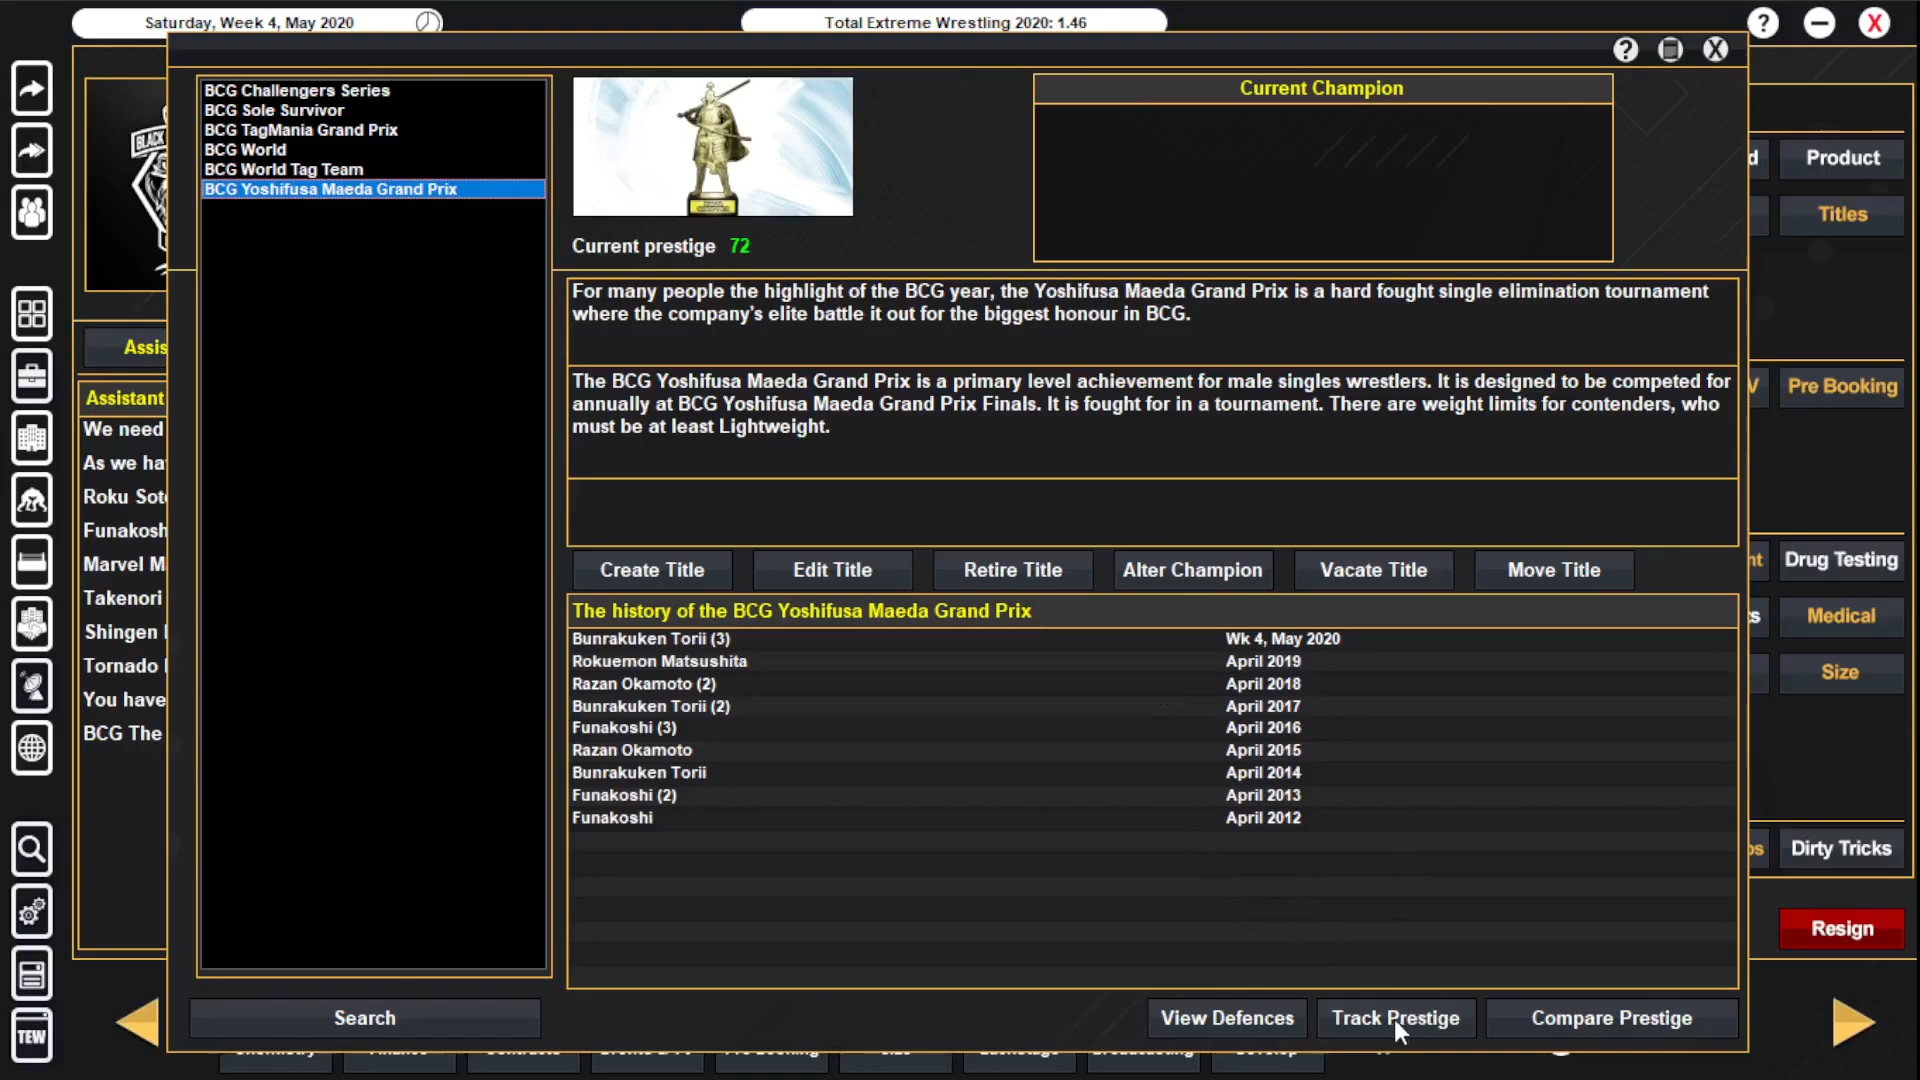 Saturday, Week 4, May 2020
Total Extreme Wrestling 2020: 1.46
?
X
? X
BLACK
BCG Challengers Series
BCG Sole Survivor
BCG TagMania Grand Prix
BCG World
BCG World Tag Team
BCG Yoshifusa Maeda Grand Prix
Current prestige 72
Current Champion
For many people the highlight of the BCG year, the Yoshifusa Maeda Grand Prix is a hard fought single elimination tournament
where the company's elite battle it out for the biggest honour in BCG.
The BCG Yoshifusa Maeda Grand Prix is a primary level achievement for male singles wrestlers. It is designed to be competed for
annually at BCG Yoshifusa Maeda Grand Prix Finals. It is fought for in a tournament. There are weight limits for contenders, who
must be at least Lightweight.
Create Title
Edit Title
Retire Title
Alter Champion
Vacate Title
Move Title
The history of the BCG Yoshifusa Maeda Grand Prix
Bunrakuken Torii (3) Wk 4, May 2020
Rokuemon Matsushita April 2019
Razan Okamoto (2) April 2018
Bunrakuken Torii (2) April 2017
Funakoshi (3) April 2016
Razan Okamoto April 2015
Bunrakuken Torii April 2014
Funakoshi (2) April 2013
Funakoshi April 2012
Search
View Defences
Track Prestige
Compare Prestige
Assis
Assistant
We need
As we ha
Roku Sot
Funakosh
Marvel M
Takenori
Shingen
Tornado
You have
BCG The
d
Product
Titles
V
Pre Booking
nt
Drug Testing
s
Medical
Size
os
Dirty Tricks
Resign
TEW